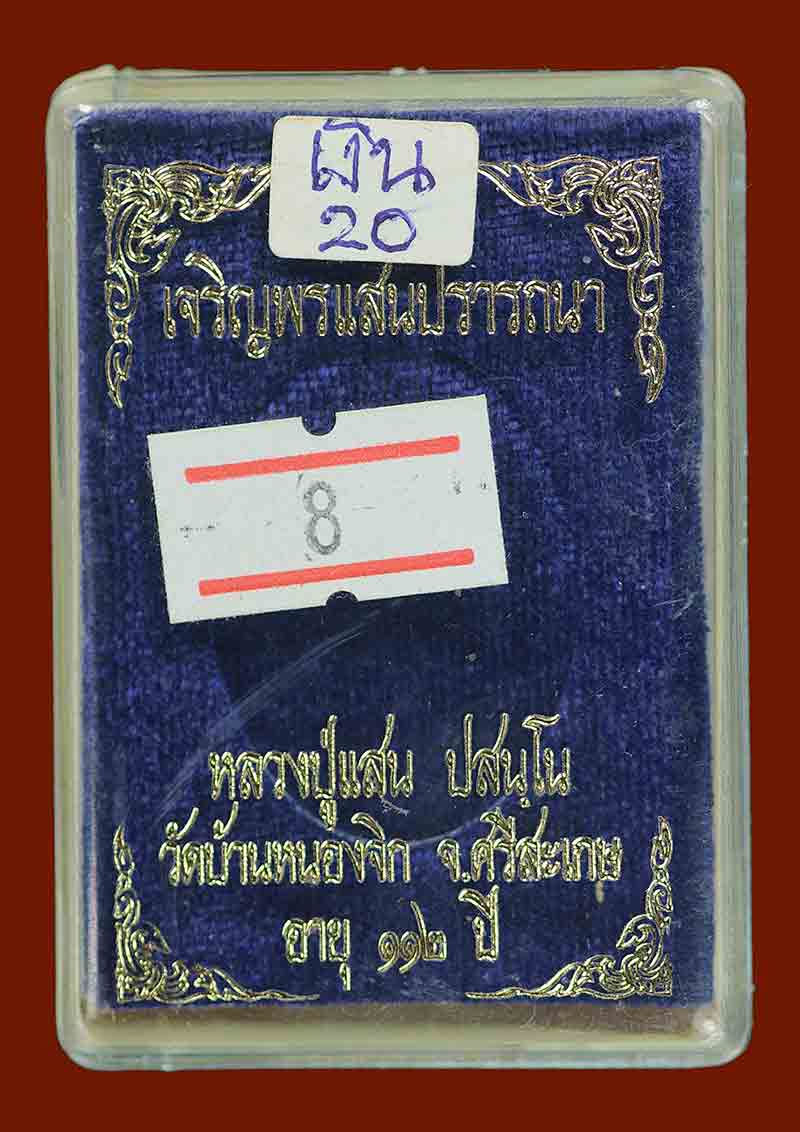 เงิน
20
เจริญพรแสนปรารถนา
8
หลวงปู่แสน ปสนฺโน
วัดบ้านหนองจิก จ.ศรีสะเกษ
อายุ ๑๑๒ ปี